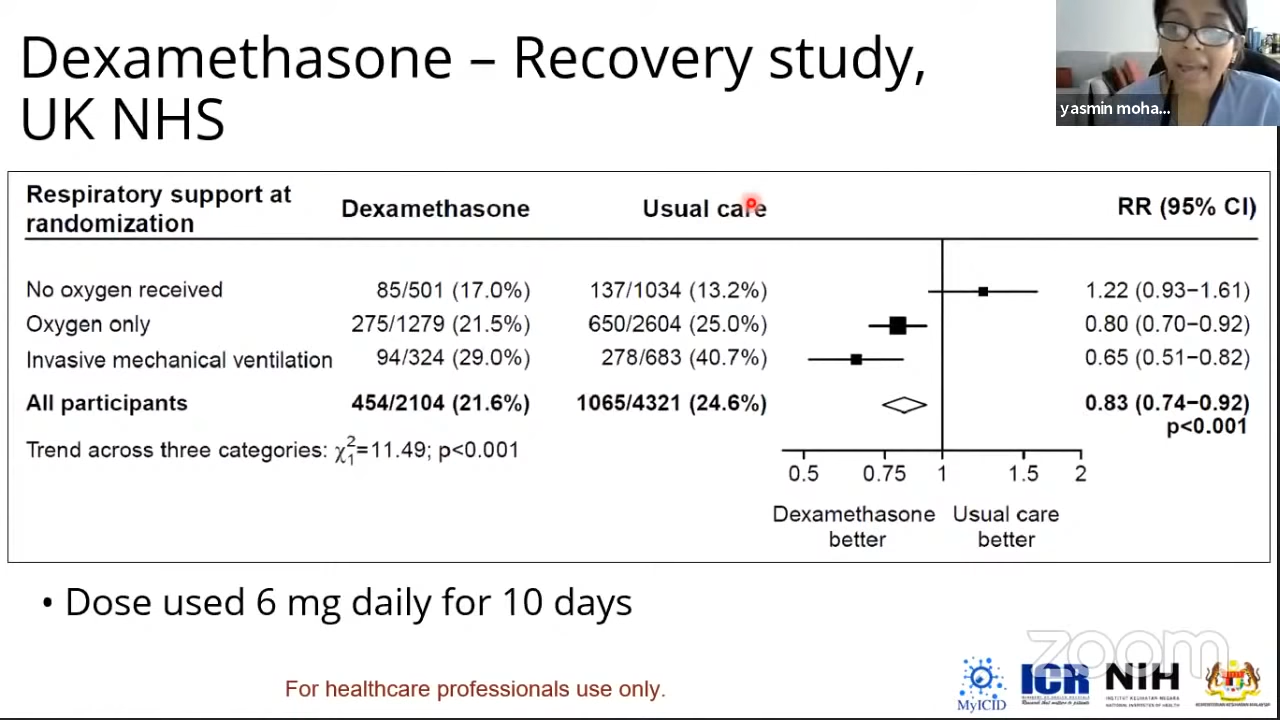 Dexamethasone – Recovery study,
UK NHS
yasmin moha...
Respiratory support at
randomization
Dexamethasone
Usual care
RR (95% CI)
No oxygen received 85/501 (17.0%) 137/1034 (13.2%) 1.22 (0.93−1.61)
Oxygen only 275/1279 (21.5%) 650/2604 (25.0%) 0.80 (0.70−0.92)
Invasive mechanical ventilation 94/324 (29.0%) 278/683 (40.7%) 0.65 (0.51−0.82)
All participants 454/2104 (21.6%) 1065/4321 (24.6%) 0.83 (0.74−0.92)
p<0.001
Trend across three categories: χ²₁=11.49; p<0.001
0.5 0.75 1 1.5 2
Dexamethasone
better
Usual care
better
• Dose used 6 mg daily for 10 days
zoom
For healthcare professionals use only.
MyICID
ICR
NIH